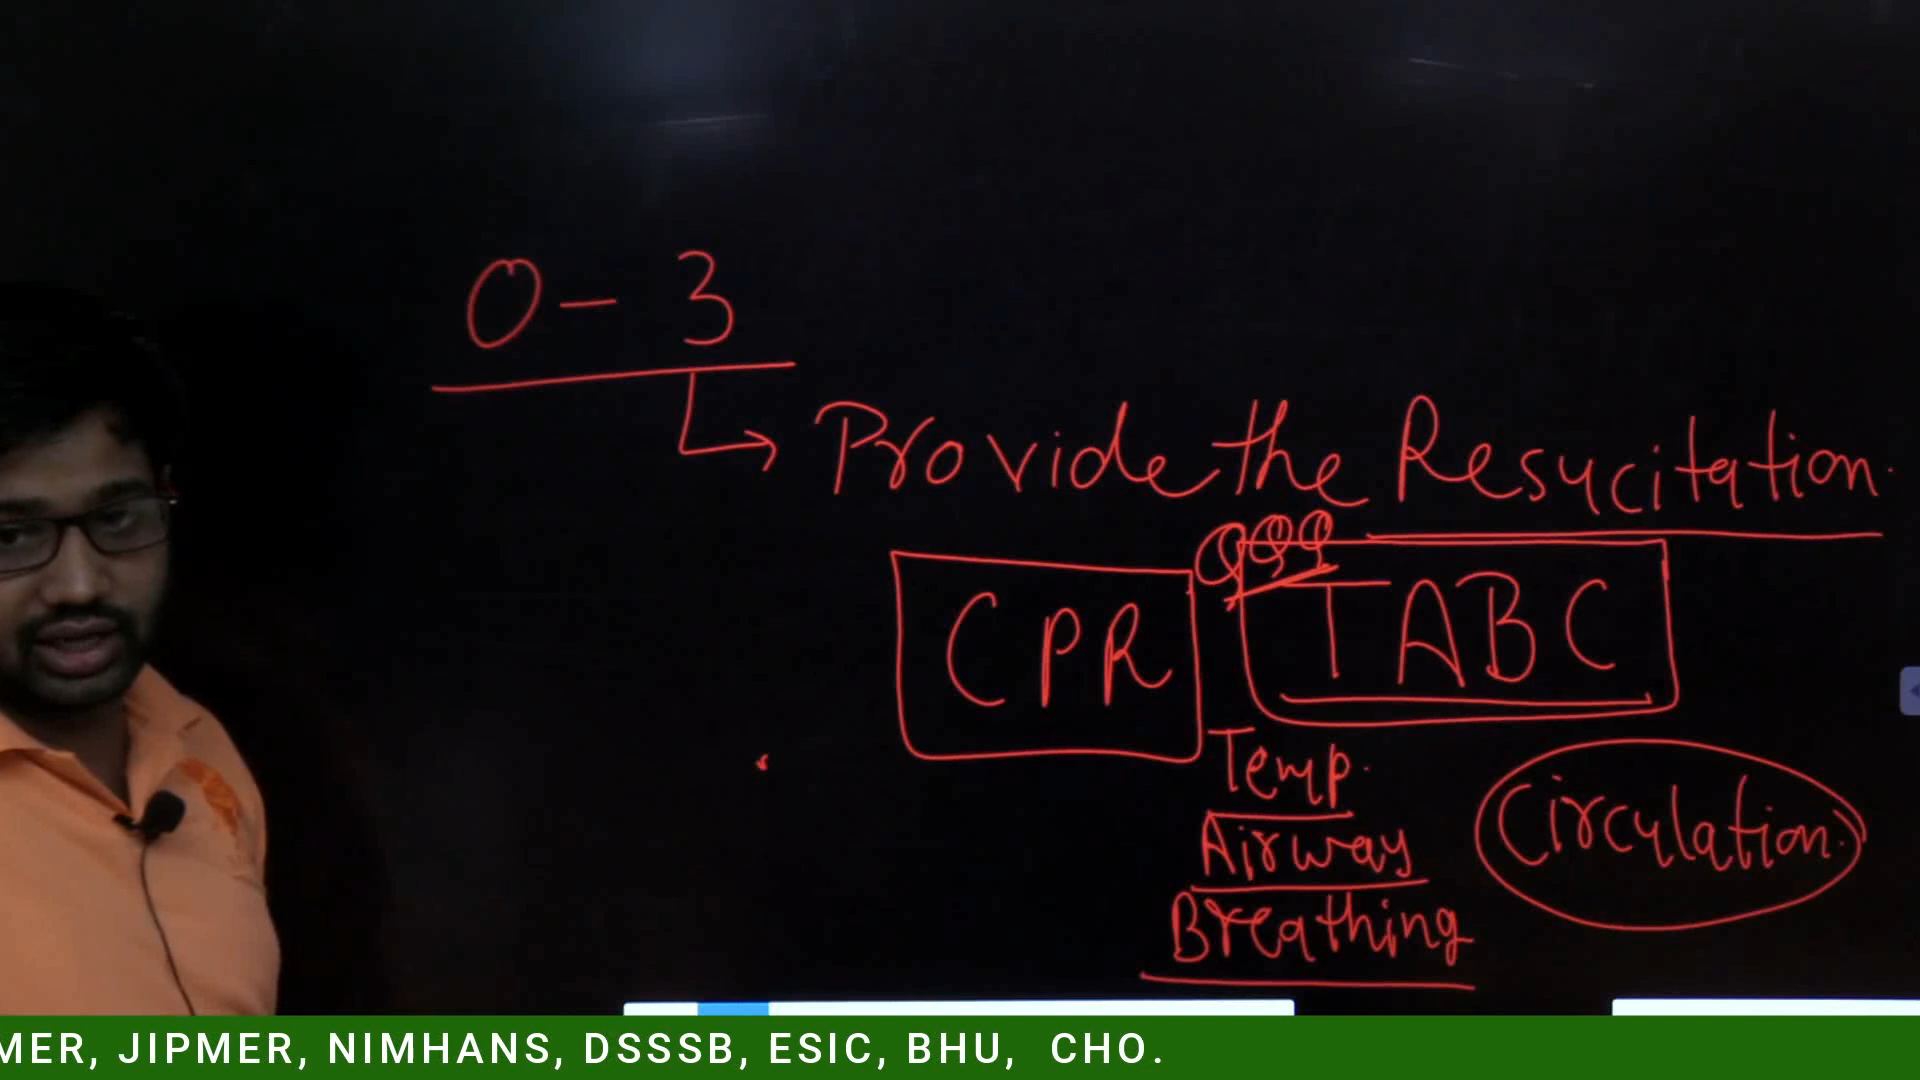 0 - 3
Provide the Resucitation.
CPR
TABC
Temp.
Airway
Circulation.
Breathing
MER, JIPMER, NIMHANS, DSSSB, ESIC, BHU, CHO.